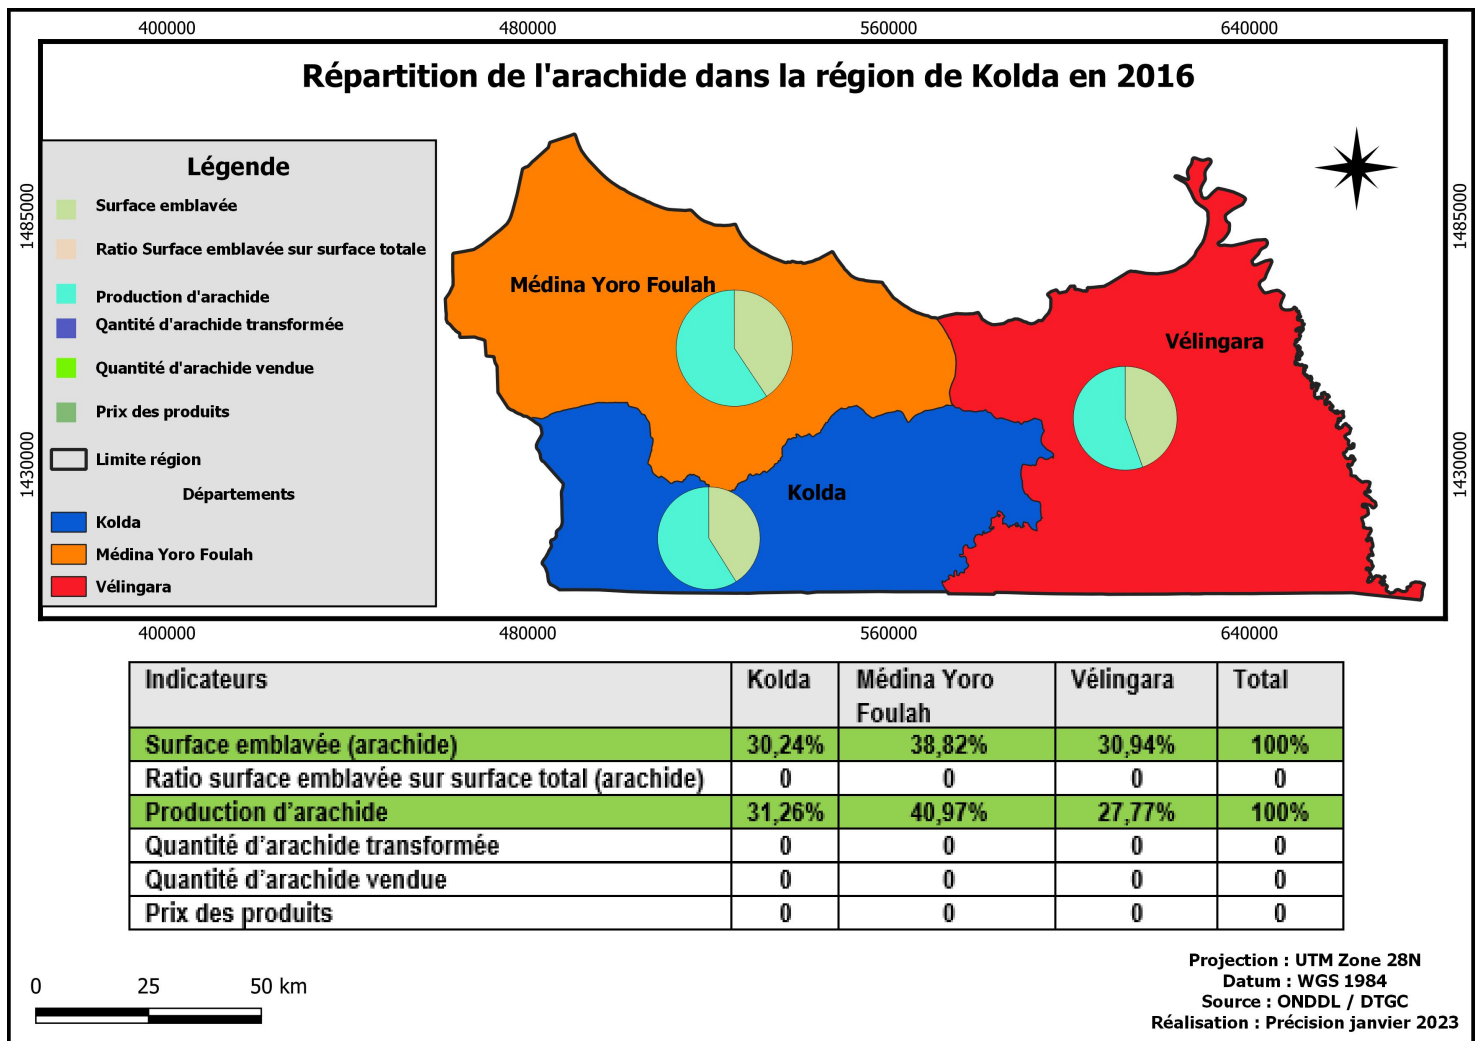 400000 480000 560000 640000
Répartition de l'arachide dans la région de Kolda en 2016
Légende
Surface emblavée
Ratio Surface emblavée sur surface totale
Production d'arachide
Qantité d'arachide transformée
Quantité d'arachide vendue
Prix des produits
Limite région
Départements
Kolda
Médina Yoro Foulah
Vélingara
1485000
1430000
Médina Yoro Foulah
Vélingara
Kolda
1485000
1430000
400000 480000 560000 640000
Indicateurs Kolda Médina Yoro Foulah Vélingara Total
Surface emblavée (arachide) 30,24% 38,82% 30,94% 100%
Ratio surface emblavée sur surface total (arachide) 0 0 0 0
Production d’arachide 31,26% 40,97% 27,77% 100%
Quantité d’arachide transformée 0 0 0 0
Quantité d’arachide vendue 0 0 0 0
Prix des produits 0 0 0 0
0 25 50 km
Projection : UTM Zone 28N
Datum : WGS 1984
Source : ONDDL / DTGC
Réalisation : Précision janvier 2023